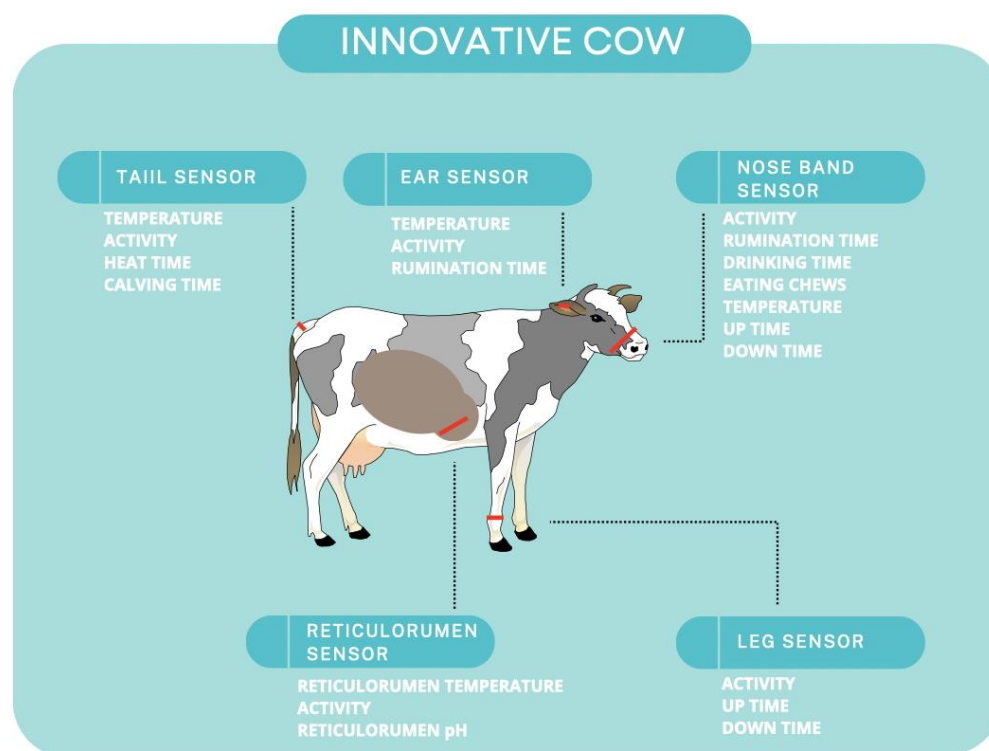 INNOVATIVE COW
TAIIL SENSOR
TEMPERATURE
ACTIVITY
HEAT TIME
CALVING TIME
EAR SENSOR
TEMPERATURE
ACTIVITY
RUMINATION TIME
NOSE BAND
SENSOR
ACTIVITY
RUMINATION TIME
DRINKING TIME
EATING CHEWS
TEMPERATURE
UP TIME
DOWN TIME
RETICULORUMEN
SENSOR
RETICULORUMEN TEMPERATURE
ACTIVITY
RETICULORUMEN pH
LEG SENSOR
ACTIVITY
UP TIME
DOWN TIME